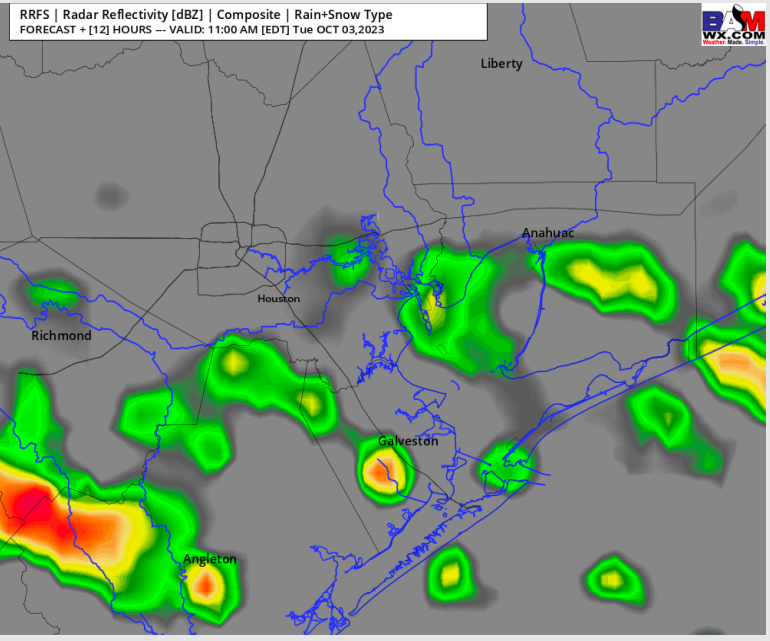 RRFS | Radar Reflectivity [dBZ] | Composite | Rain+Snow Type
FORECAST + [12] HOURS --- VALID: 11:00 AM [EDT] Tue OCT 03,2023
BAM
WX.COM
Weather. Made. Simple.
Liberty
Anahuac
Houston
Richmond
Galveston
Angleton